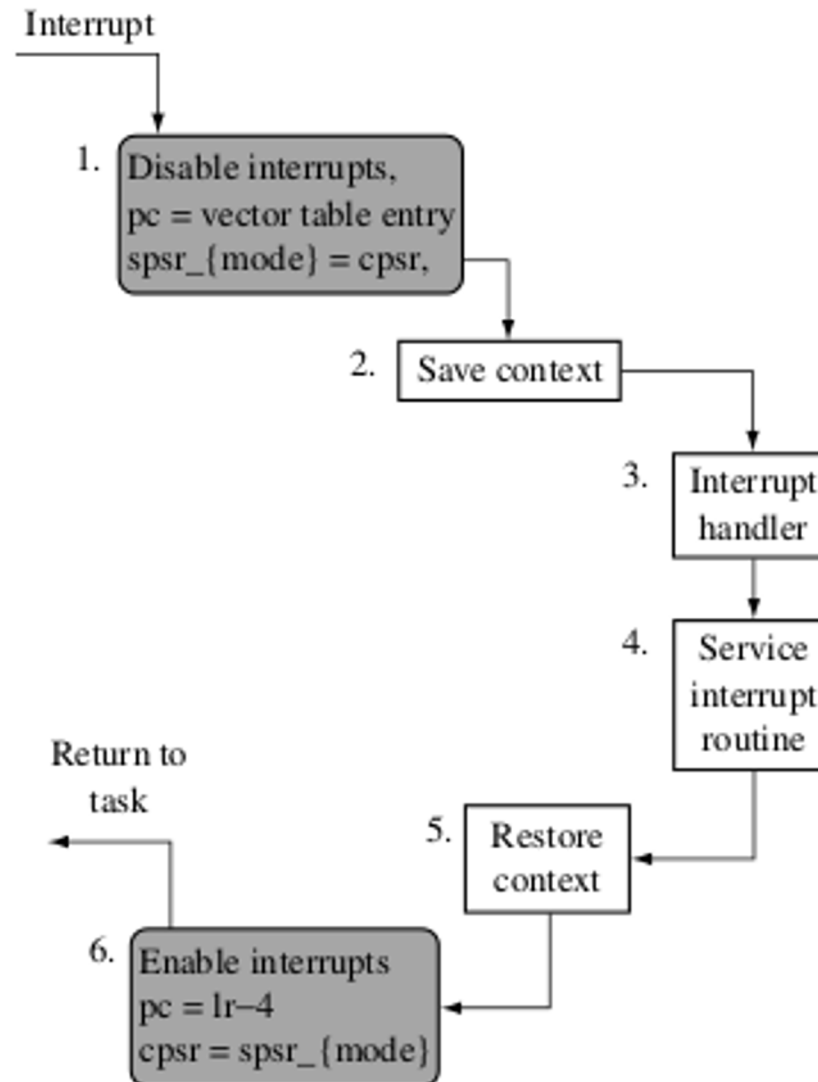 Interrupt
1.
Disable interrupts,
pc = vector table entry
spsr_{mode} = cpsr,
2.
Save context
3.
Interrupt
handler
4.
Service
interrupt
routine
Return to
task
5.
Restore
context
6.
Enable interrupts
pc = lr–4
cpsr = spsr_{mode}